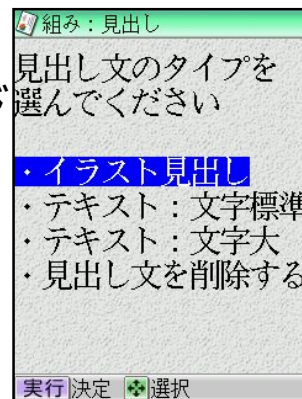 組み：見出し
見出し文のタイプを
選んでください
・イラスト見出し
・テキスト：文字標準
・テキスト：文字大
・見出し文を削除する
実行 決定 選択